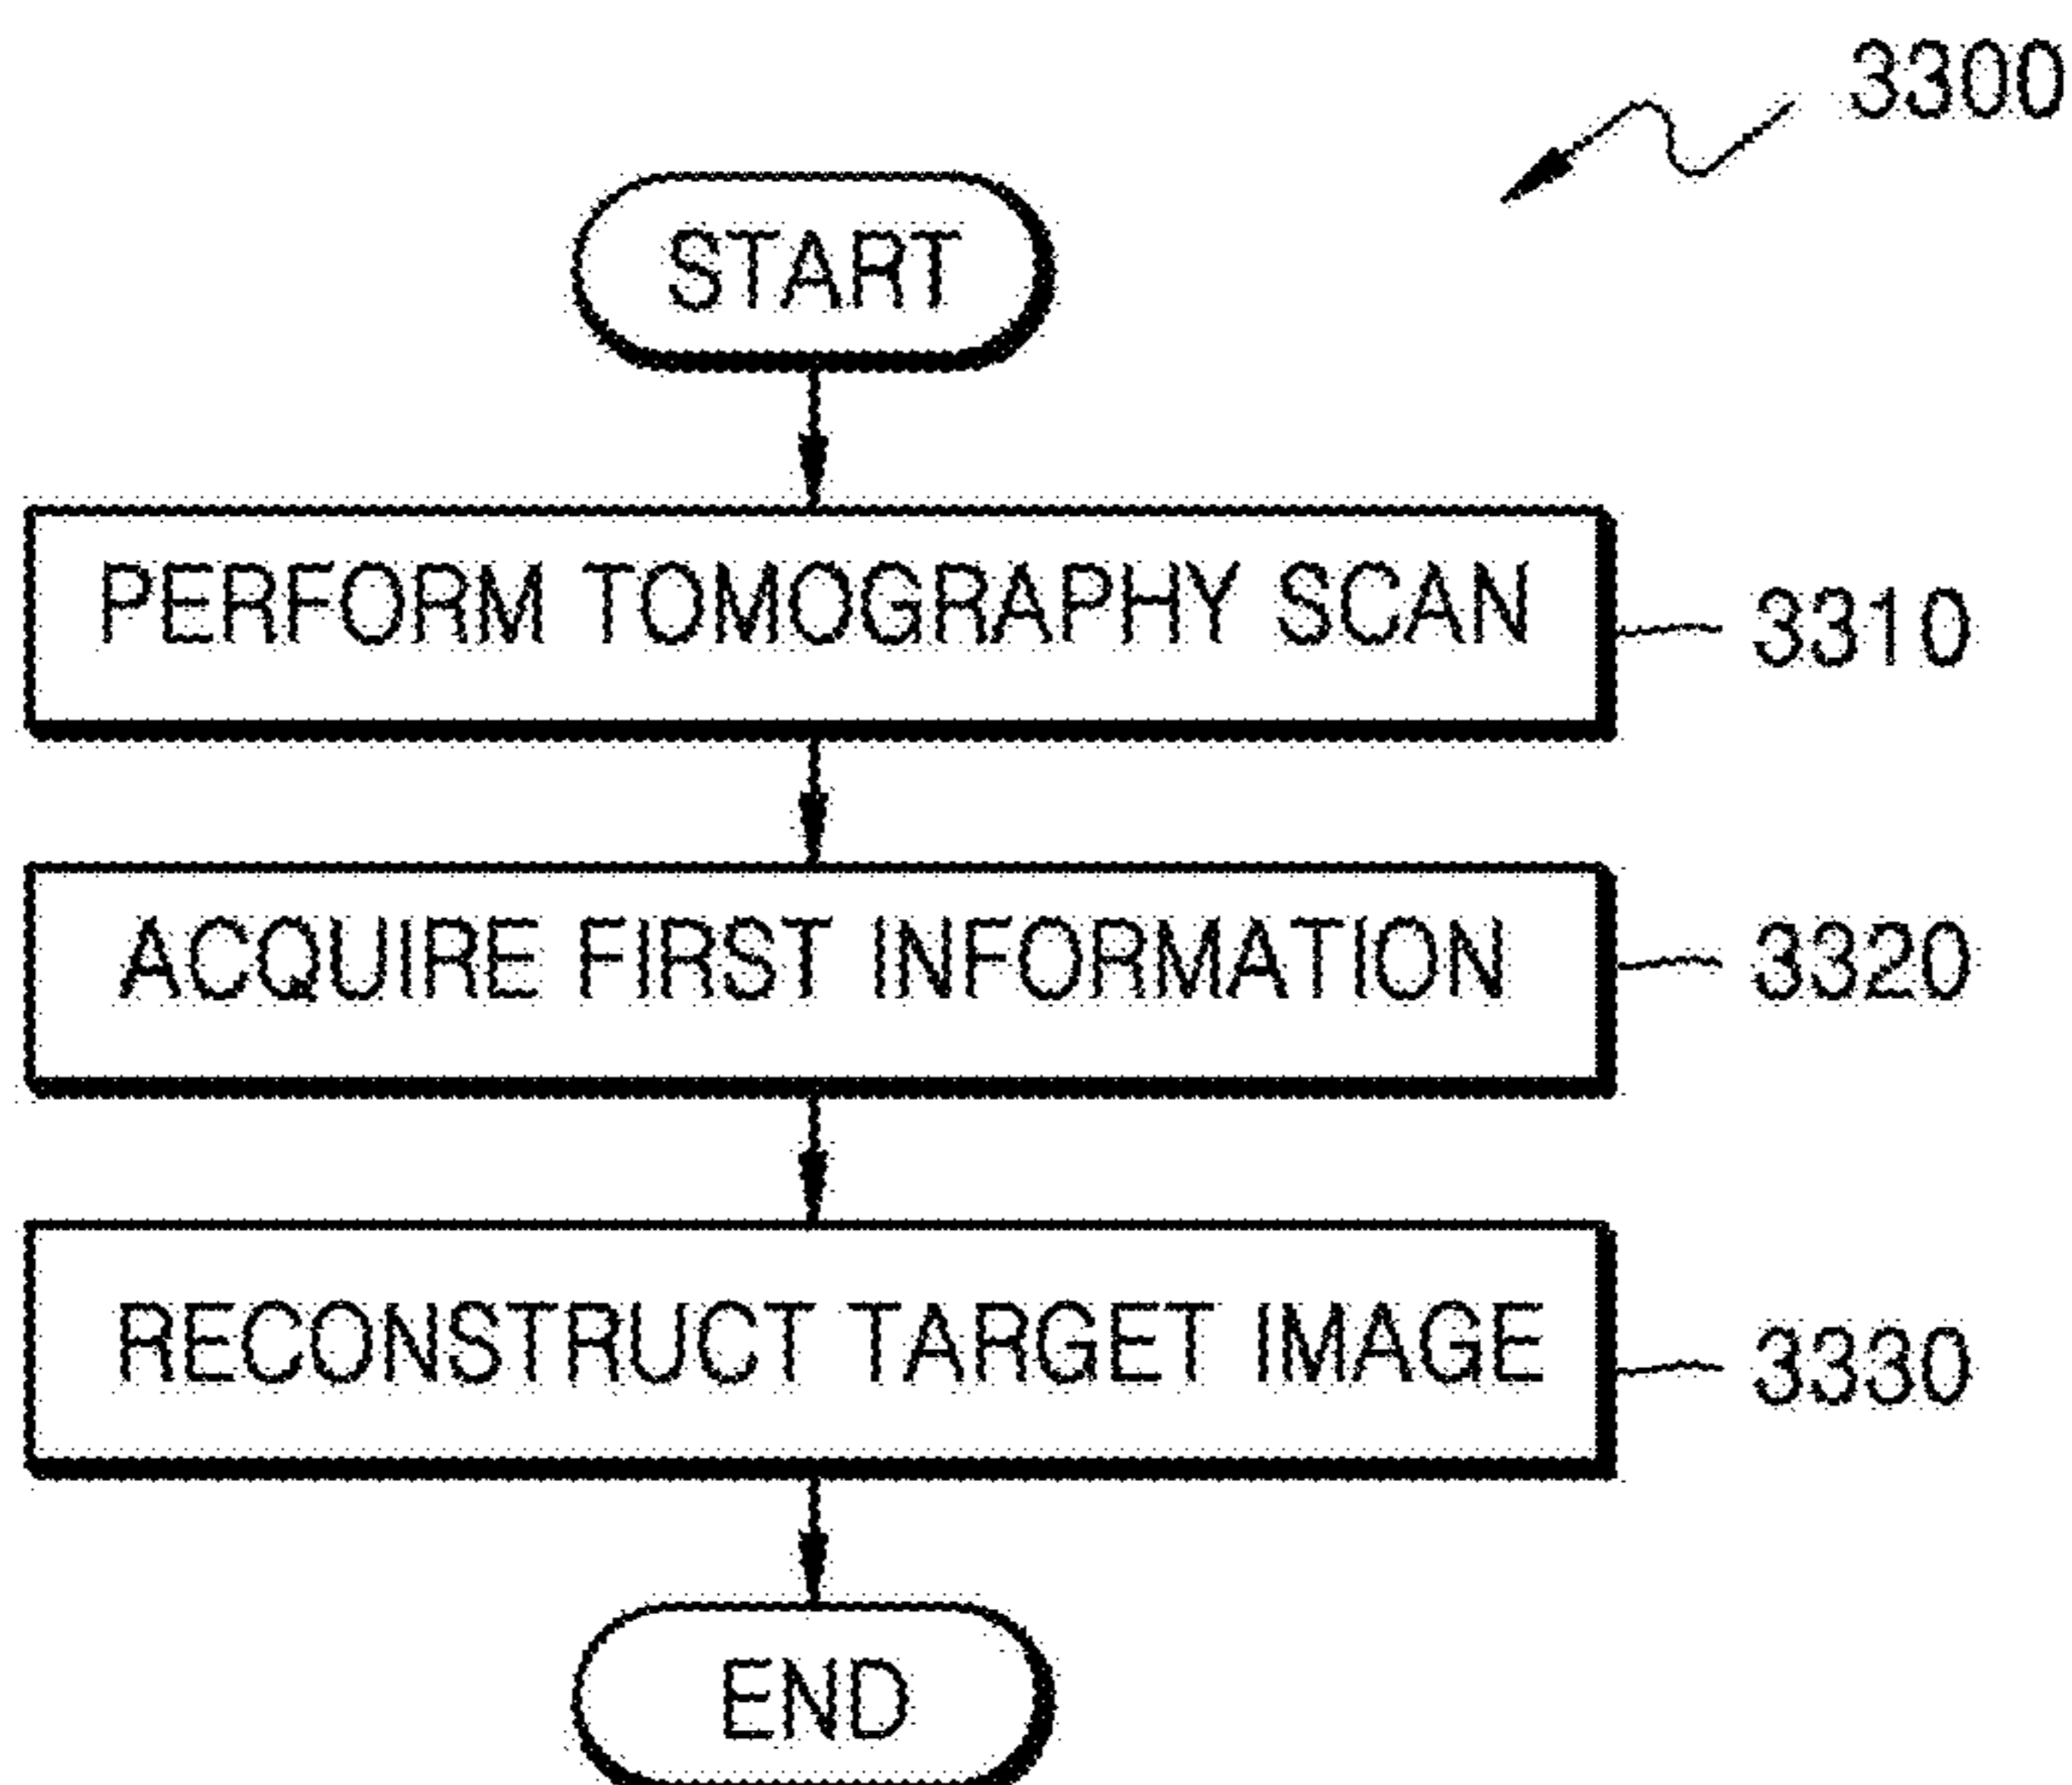 3300
START
PERFORM TOMOGRAPHY SCAN
3310
ACQUIRE FIRST INFORMATION
3320
RECONSTRUCT TARGET IMAGE
3330
END